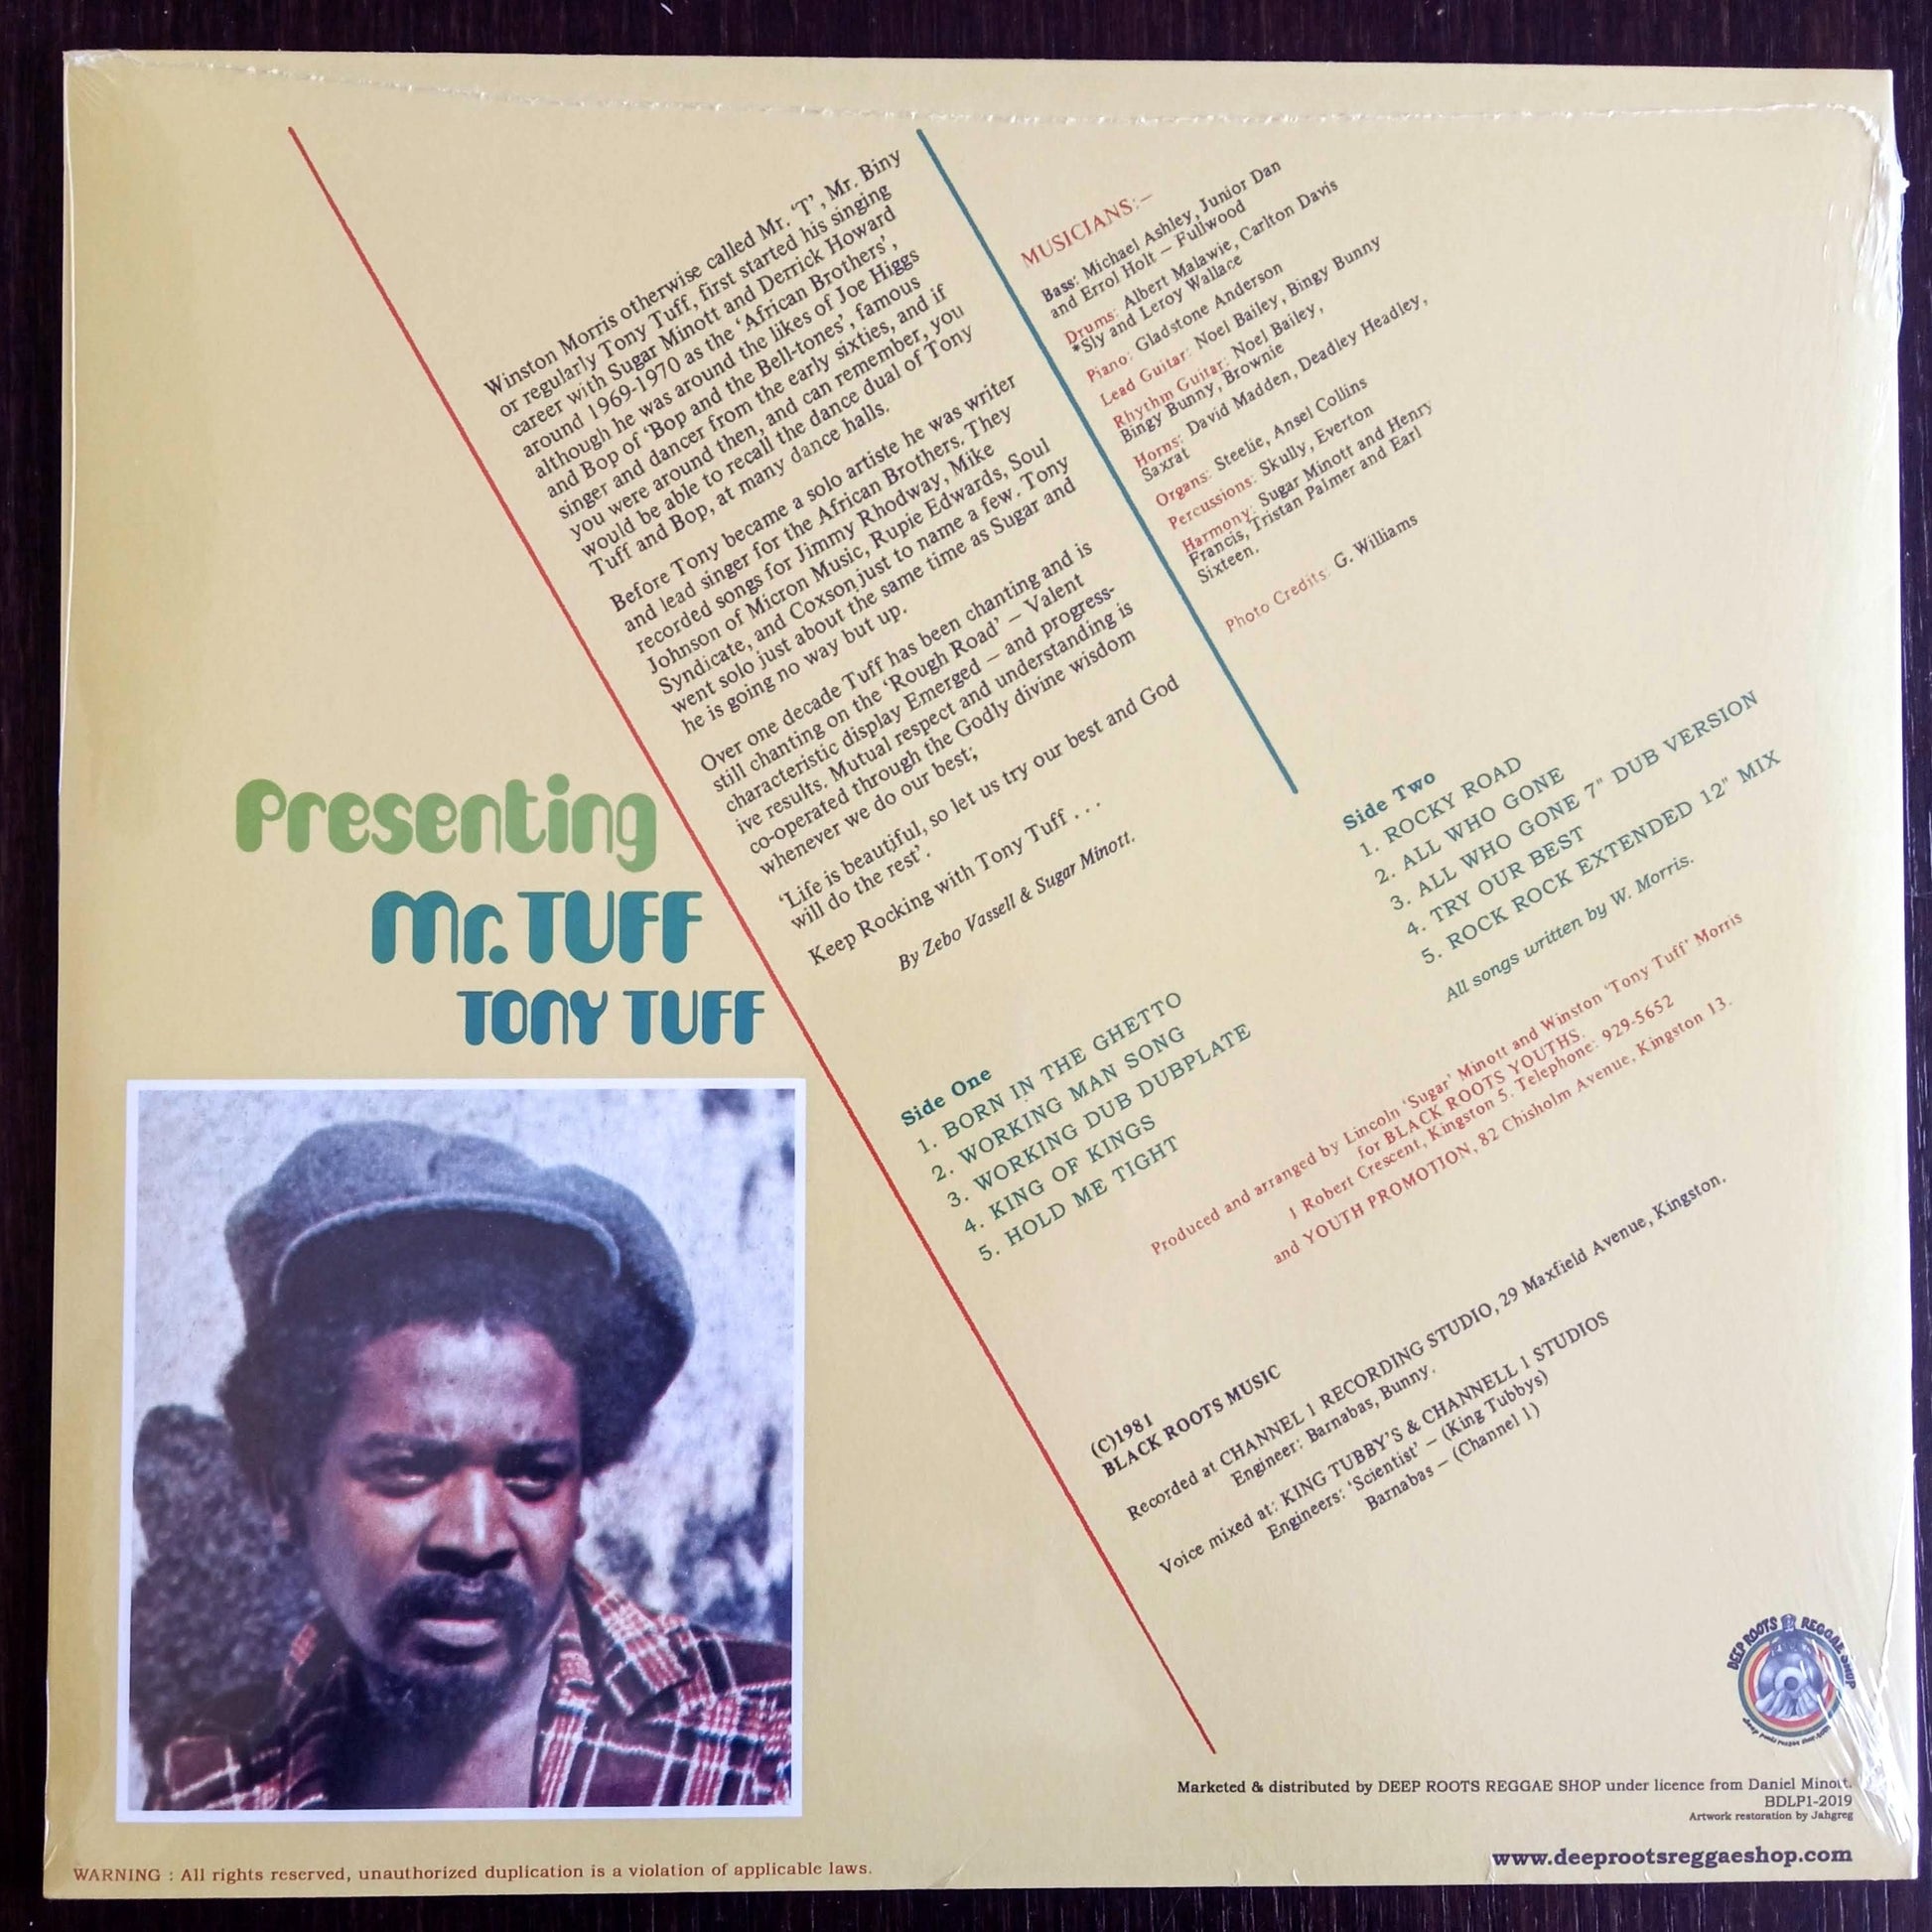 Winston Morris otherwise called Mr. 'T', Mr. Biny
or regularly Tony Tuff, first started his singing
career with Sugar Minott and Derrick Howard
around 1969-1970 as the 'African Brothers',
although he was around the likes of Joe Higgs
and Bop of 'Bop and the Bell-tones', famous
singer and dancer from the early sixties, and if
you were around then, and can remember, you
would be able to recall the dance dual of Tony
Tuff and Bop, at many dance halls.
Before Tony became a solo artiste he was writer
and lead singer for the African Brothers. They
recorded songs for Jimmy Rhodway, Mike
Johnson of Micron Music, Rupie Edwards, Soul
Syndicate, and Coxson just to name a few. Tony
went solo just about the same time as Sugar and
he is going no way but up.
Over one decade Tuff has been chanting and is
still chanting on the 'Rough Road' – Valent
characteristic display Emerged – and progress-
ive results. Mutual respect and understanding is
co-operated through the Godly divine wisdom
whenever we do our best;
'Life is beautiful, so let us try our best and God
will do the rest'.
Keep Rocking with Tony Tuff . . .
By Zebo Vassell & Sugar Minott.
MUSICIANS:–
Bass: Michael Ashley, Junior Dan
and Errol Holt – Fullwood
Drums: Albert Malawie, Carlton Davis
*Sly and Leroy Wallace
Piano: Gladstone Anderson
Lead Guitar: Noel Bailey, Bingy Bunny
Rhythm Guitar: Noel Bailey,
Bingy Bunny, Brownie
Horns: David Madden, Deadley Headley,
Saxrat
Organs: Steelie, Ansel Collins
Percussions: Skully, Everton
Harmony: Sugar Minott and Henry
Francis, Tristan Palmer and Earl
Sixteen.
Photo Credits: G. Williams
Presenting
Mr. TUFF
TONY TUFF
Side One
1. BORN IN THE GHETTO
2. WORKING MAN SONG
3. WORKING DUB DUBPLATE
4. KING OF KINGS
5. HOLD ME TIGHT
Side Two
1. ROCKY ROAD
2. ALL WHO GONE
3. ALL WHO GONE 7" DUB VERSION
4. TRY OUR BEST
5. ROCK ROCK EXTENDED 12" MIX
All songs written by W. Morris.
Produced and arranged by Lincoln 'Sugar' Minott and Winston 'Tony Tuff' Morris
for BLACK ROOTS YOUTHS.
1 Robert Crescent, Kingston 5. Telephone: 929-5652
and YOUTH PROMOTION, 82 Chisholm Avenue, Kingston 13.
(C)1981
BLACK ROOTS MUSIC
Recorded at CHANNEL 1 RECORDING STUDIO, 29 Maxfield Avenue, Kingston.
Engineer: Barnabas, Bunny.
Voice mixed at: KING TUBBY'S & CHANNELL 1 STUDIOS
Engineers: 'Scientist' – (King Tubbys)
Barnabas – (Channel 1)
DEEP ROOTS REGGAE SHOP
Marketed & distributed by DEEP ROOTS REGGAE SHOP under licence from Daniel Minott.
BDLP1-2019
Artwork restoration by Jahgreg
www.deeprootsreggaeshop.com
WARNING : All rights reserved, unauthorized duplication is a violation of applicable laws.